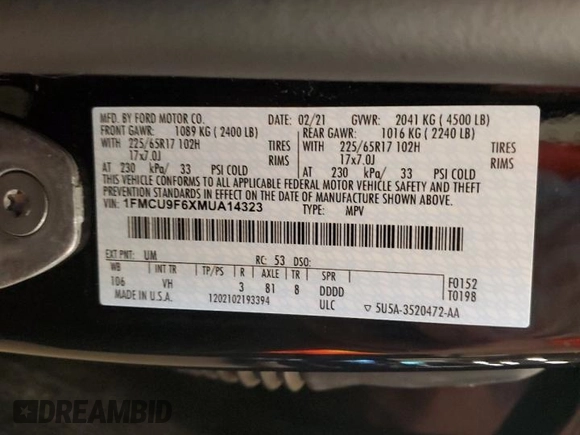 MFD. BY FORD MOTOR CO. DATE: 02/21 GVWR: 2041 KG ( 4500 LB)
FRONT GAWR: 1089 KG ( 2400 LB) REAR GAWR: 1016 KG ( 2240 LB)
WITH 225/65R17 102H TIRES WITH 225/65R17 102H TIRES
17x7.0J RIMS 17x7.0J RIMS
AT 230 kPa/ 33 PSI COLD AT 230 kPa/ 33 PSI COLD
THIS VEHICLE CONFORMS TO ALL APPLICABLE FEDERAL MOTOR VEHICLE SAFETY AND THEFT
PREVENTION STANDARDS IN EFFECT ON THE DATE OF MANUFACTURE SHOWN ABOVE.
VIN: 1FMCU9F6XMUA14323 TYPE: MPV
EXT PNT: UM RC: 53 DSO:
WB INT TR TP/PS R AXLE TR SPR F0152
106 VH 3 81 8 DDDD T0198
MADE IN U.S.A. 1202102193394 ULC ▽ 5U5A-3520472-AA
DREAMBID